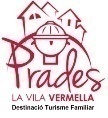 Prades
LA VILA VERMELLA
Destinació Turisme Familiar